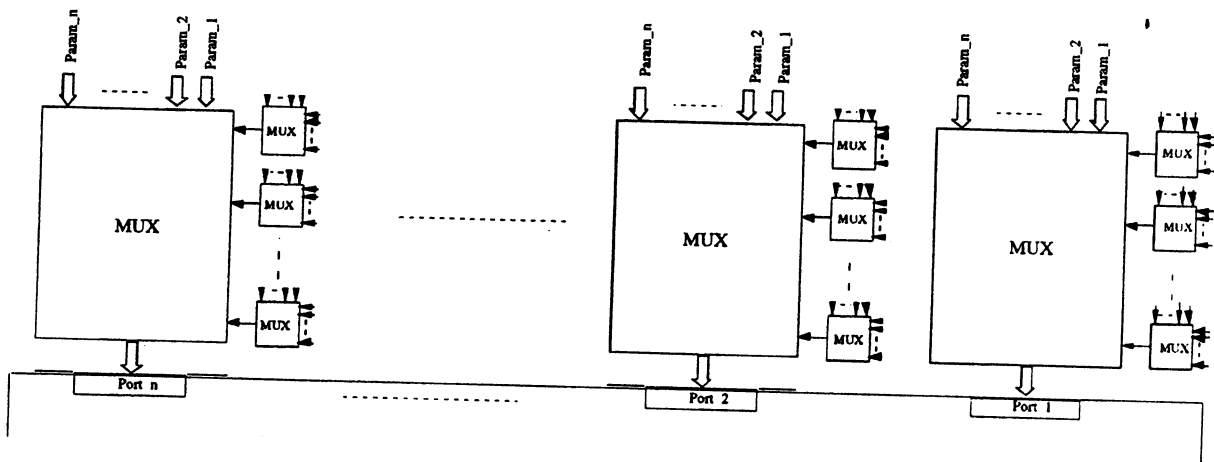 Param_n
Param_2
Param_1
Param_n
Param_2
Param_1
Param_n
Param_2
Param_1
MUX
MUX
MUX
MUX
MUX
MUX
MUX
MUX
MUX
MUX
MUX
MUX
Port n
Port 2
Port 1